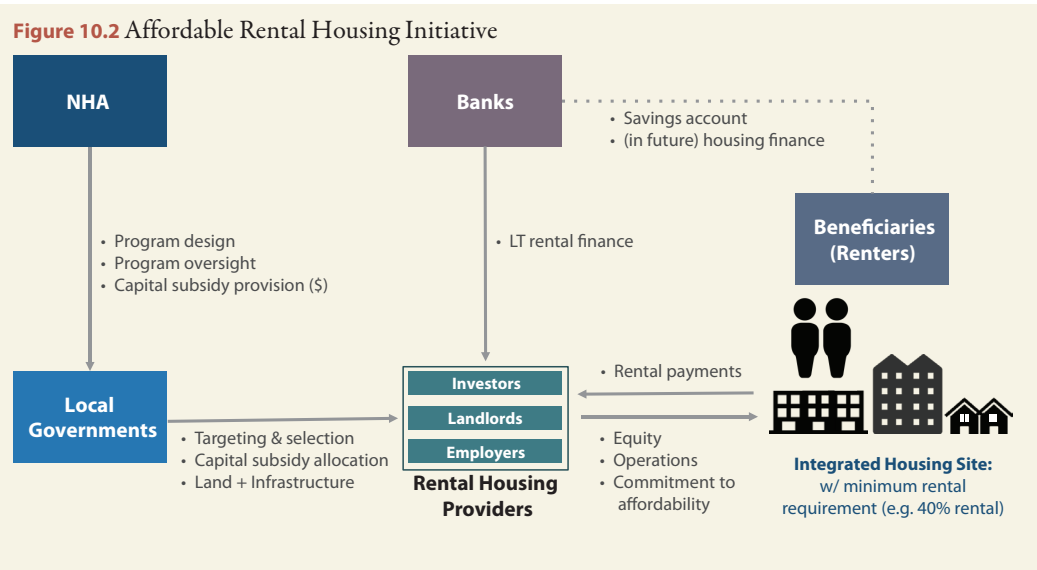 Figure 10.2 Affordable Rental Housing Initiative
NHA
Banks
• Savings account
• (in future) housing finance
Beneficiaries
(Renters)
• Program design
• Program oversight
• Capital subsidy provision ($)
• LT rental finance
Local
Governments
• Targeting & selection
• Capital subsidy allocation
• Land + Infrastructure
Investors
Landlords
Employers
Rental Housing
Providers
• Rental payments
• Equity
• Operations
• Commitment to
affordability
Integrated Housing Site:
w/ minimum rental
requirement (e.g. 40% rental)